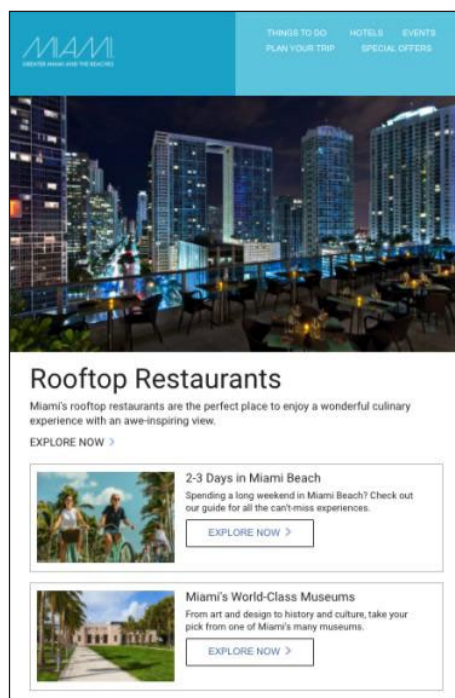 MIAMI
GREATER MIAMI AND THE BEACHES
THINGS TO DO HOTELS EVENTS
PLAN YOUR TRIP SPECIAL OFFERS
Rooftop Restaurants
Miami's rooftop restaurants are the perfect place to enjoy a wonderful culinary
experience with an awe-inspiring view.
EXPLORE NOW >
2-3 Days in Miami Beach
Spending a long weekend in Miami Beach? Check out
our guide for all the can't-miss experiences.
EXPLORE NOW >
Miami's World-Class Museums
From art and design to history and culture, take your
pick from one of Miami's many museums.
EXPLORE NOW >